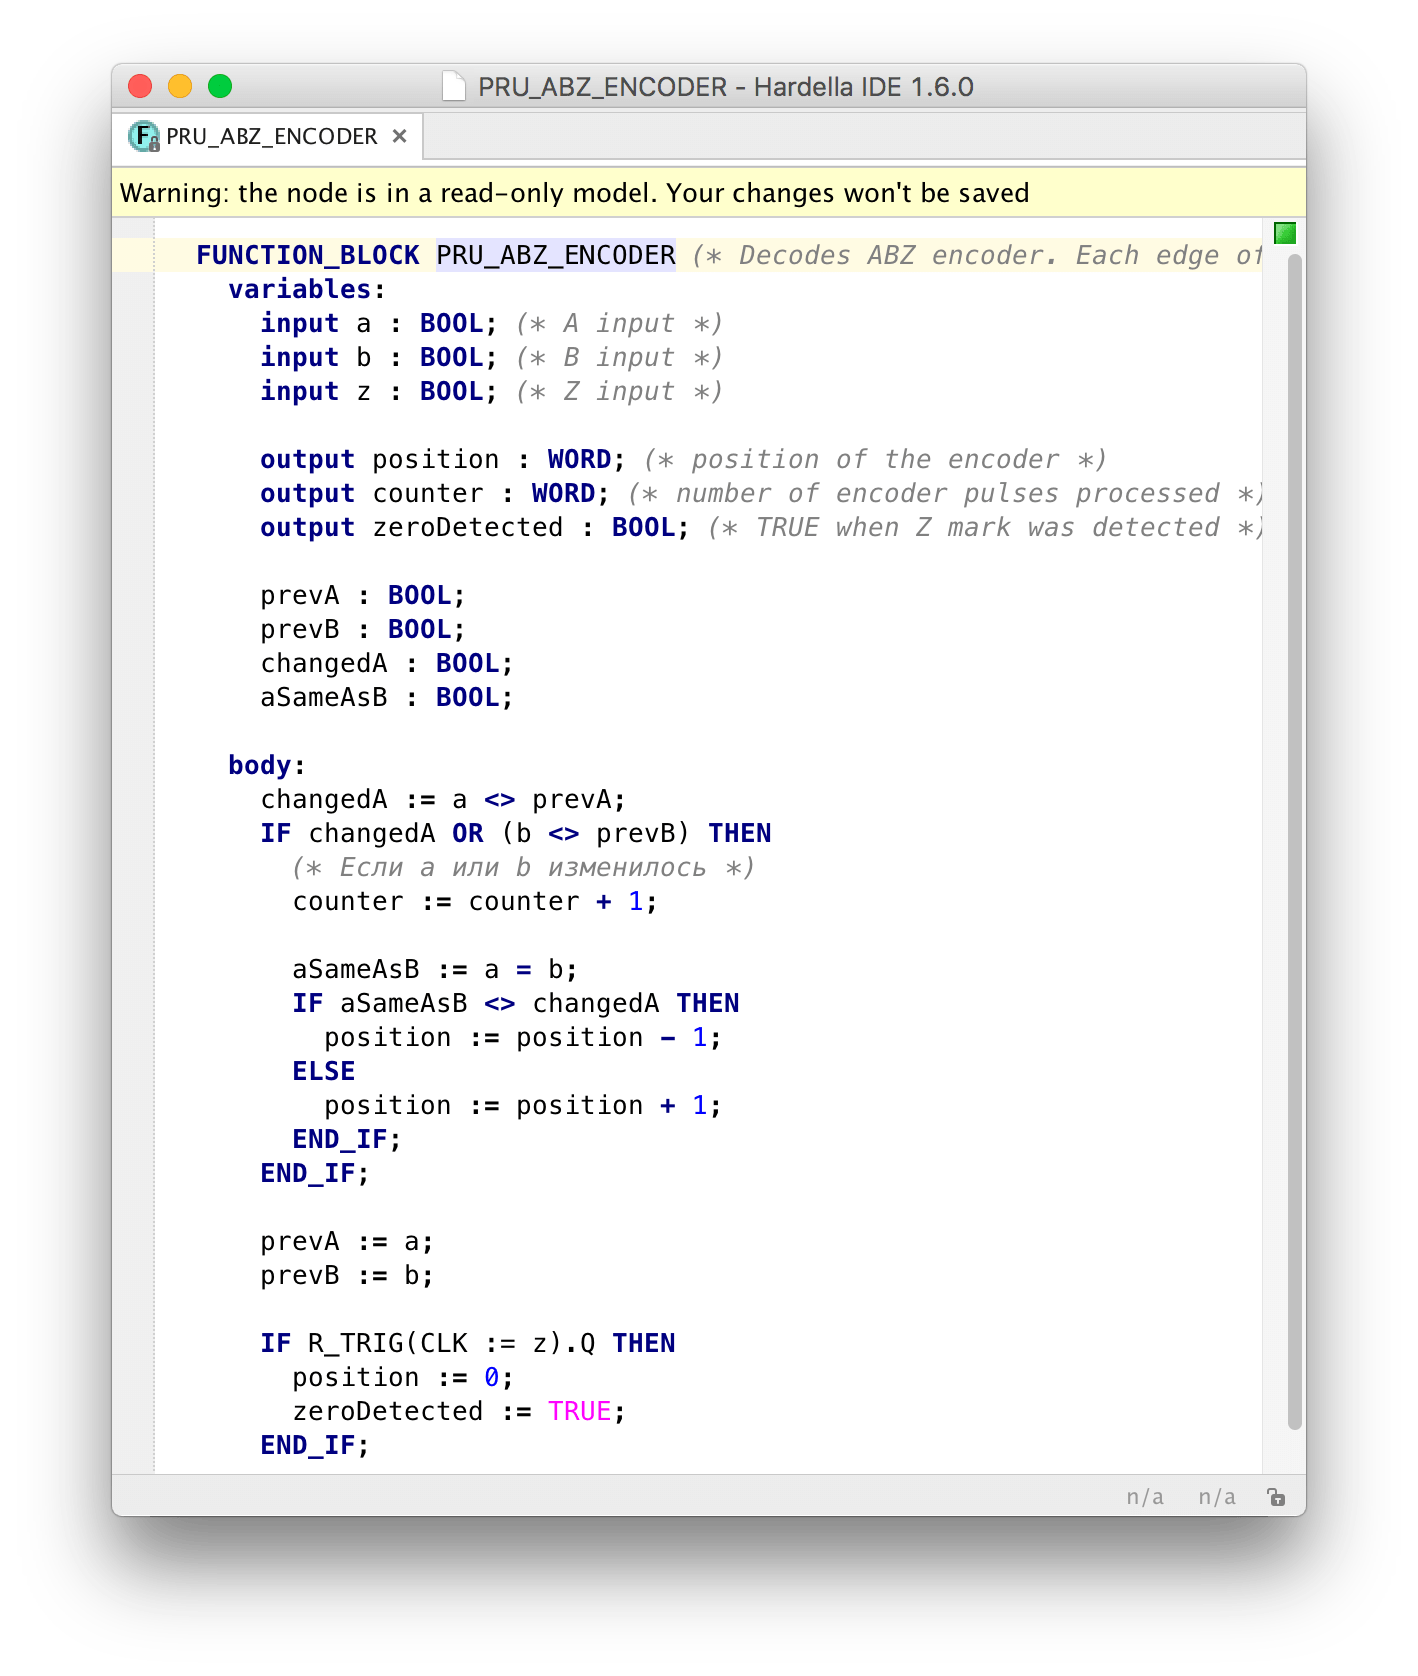 PRU_ABZ_ENCODER - Hardella IDE 1.6.0
PRU_ABZ_ENCODER ×
Warning: the node is in a read-only model. Your changes won't be saved
FUNCTION_BLOCK PRU_ABZ_ENCODER (* Decodes ABZ encoder. Each edge of
variables:
input a : BOOL; (* A input *)
input b : BOOL; (* B input *)
input z : BOOL; (* Z input *)
output position : WORD; (* position of the encoder *)
output counter : WORD; (* number of encoder pulses processed *)
output zeroDetected : BOOL; (* TRUE when Z mark was detected *)
prevA : BOOL;
prevB : BOOL;
changedA : BOOL;
aSameAsB : BOOL;
body:
changedA := a <> prevA;
IF changedA OR (b <> prevB) THEN
(* Если a или b изменилось *)
counter := counter + 1;
aSameAsB := a = b;
IF aSameAsB <> changedA THEN
position := position - 1;
ELSE
position := position + 1;
END_IF;
END_IF;
prevA := a;
prevB := b;
IF R_TRIG(CLK := z).Q THEN
position := 0;
zeroDetected := TRUE;
END_IF;
n/a n/a